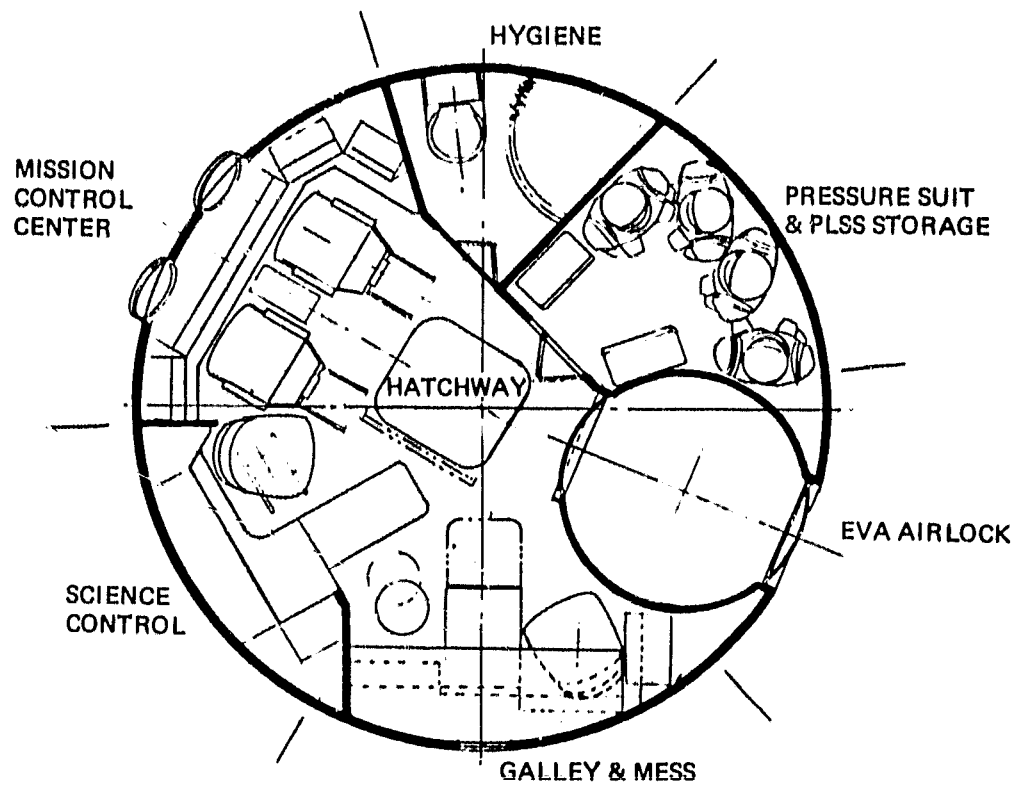 HYGIENE
MISSION
CONTROL
CENTER
PRESSURE SUIT
& PLSS STORAGE
HATCHWAY
EVA AIRLOCK
SCIENCE
CONTROL
GALLEY & MESS